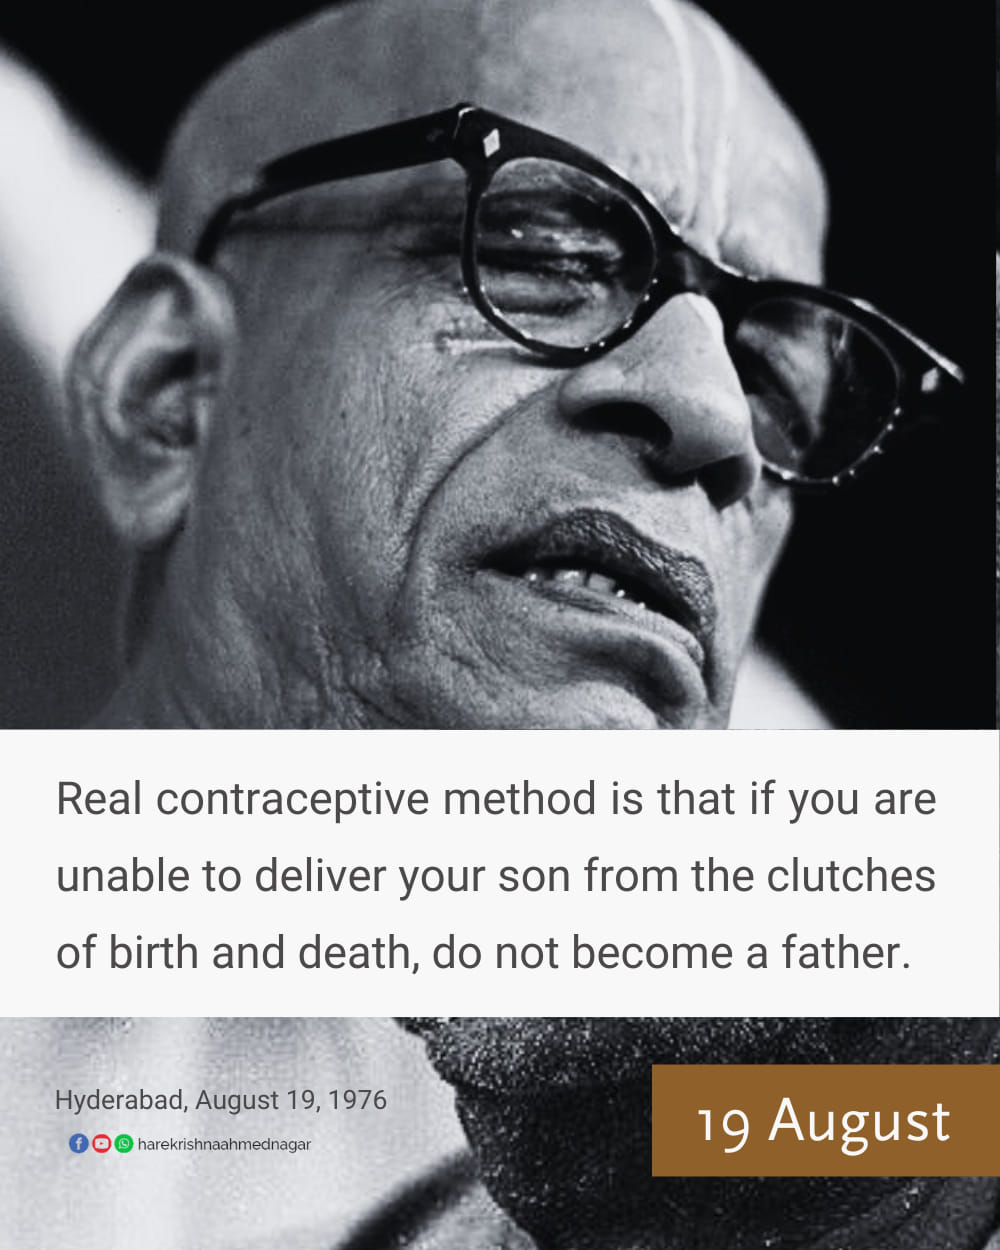 Real contraceptive method is that if you are
unable to deliver your son from the clutches
of birth and death, do not become a father.
Hyderabad, August 19, 1976
harekrishnaahmednagar
19 August